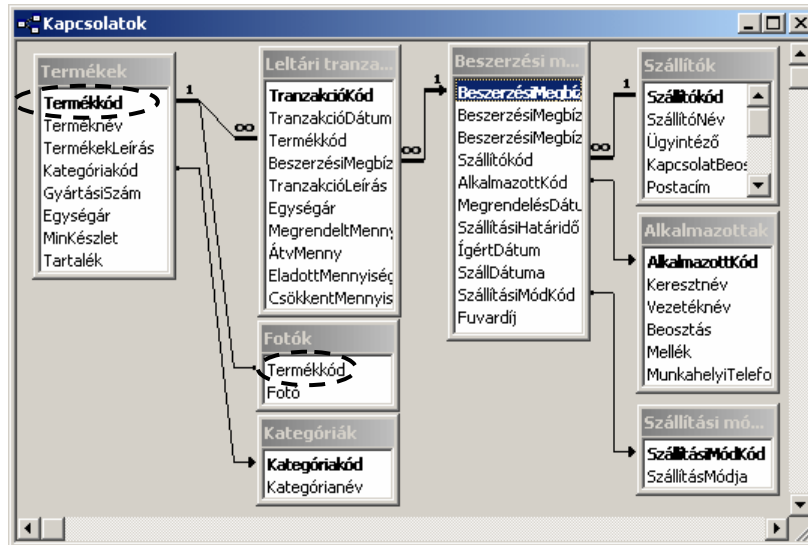 Kapcsolatok
Termékek
Termékkód
Terméknév
TermékekLeírás
Kategóriakód
GyártásiSzám
Egységár
MinKészlet
Tartalék
1
∞
Leltári tranza...
TranzakcióKód
TranzakcióDátum
Termékkód
BeszerzésiMegbíz
TranzakcióLeírás
Egységár
MegrendeltMenny
ÁtvMenny
EladottMennyiség
CsökkentMennyis
Fotók
Termékkód
Fotó
Kategóriák
Kategóriakód
Kategórianév
1
∞
Beszerzési m...
BeszerzésiMegbíz
BeszerzésiMegbíz
BeszerzésiMegbíz
Szállítókód
AlkalmazottKód
MegrendelésDátu
SzállításiHatáridő
ÍgértDátum
SzállDátuma
SzállításiMódKód
Fuvardíj
1
∞
Szállítók
Szállítókód
SzállítóNév
Ügyintéző
KapcsolatBeos
Postacím
Alkalmazottak
AlkalmazottKód
Keresztnév
Vezetéknév
Beosztás
Mellék
MunkahelyiTelefo
Szállítási mó...
SzállításiMódKód
SzállításMódja